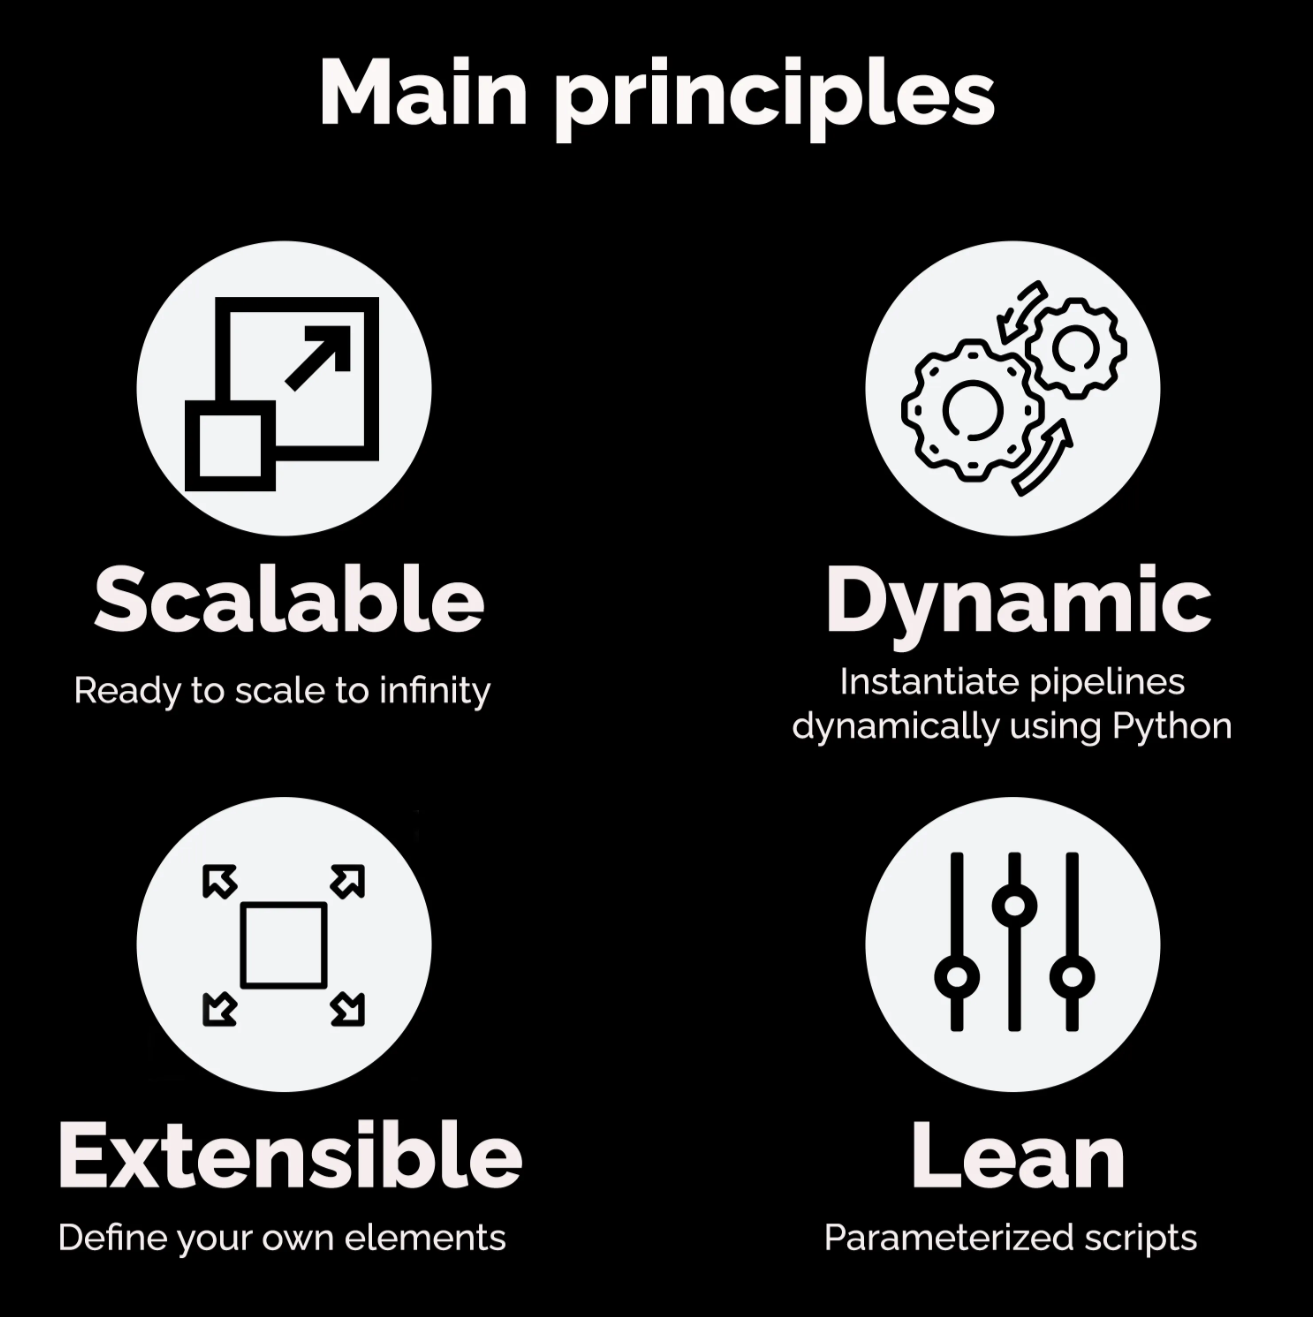 Main principles
Scalable
Ready to scale to infinity
Dynamic
Instantiate pipelines
dynamically using Python
Extensible
Define your own elements
Lean
Parameterized scripts